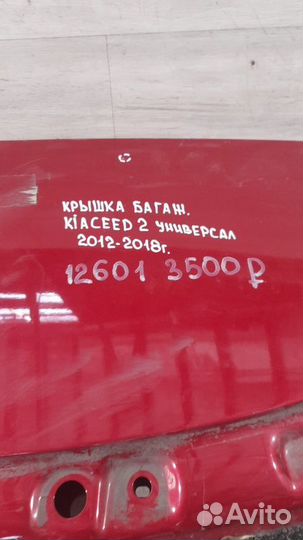 КРЫШКА БАГАЖ.
KIACEED 2 УНИВЕРСАЛ
2012-2018г.
12601 3500₽
Avito